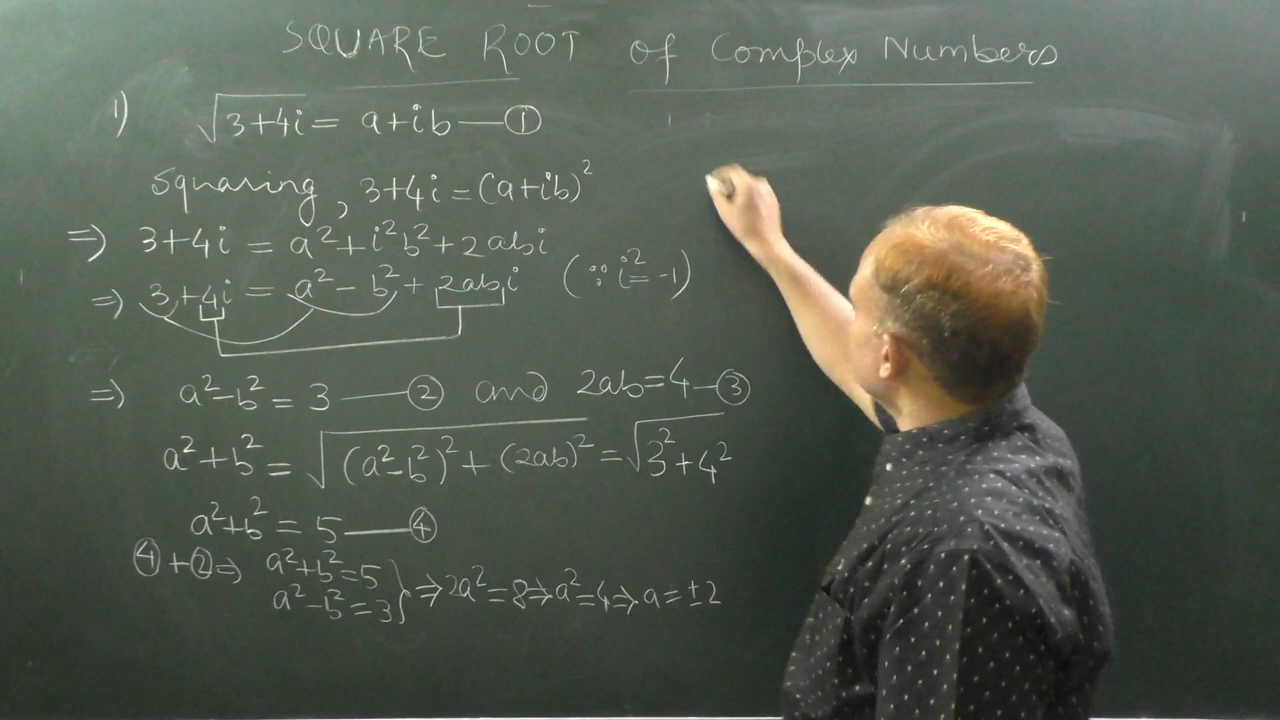 SQUARE ROOT of Complex Numbers
1) √3+4i = a+ib — ①
Squaring, 3+4i = (a+ib)²
⇒) 3+4i = a²+i²b²+2abi
⇒) 3+4i = a²-b²+2abi (∵ i²=-1)
⇒) a²-b² = 3 — ② and 2ab=4 — ③
a²+b² = √(a²-b²)²+(2ab)² = √3²+4²
a²+b² = 5 — ④
④+②⇒ a²+b²=5
a²-b²=3 } ⇒ 2a²=8 ⇒ a²=4 ⇒ a=±2